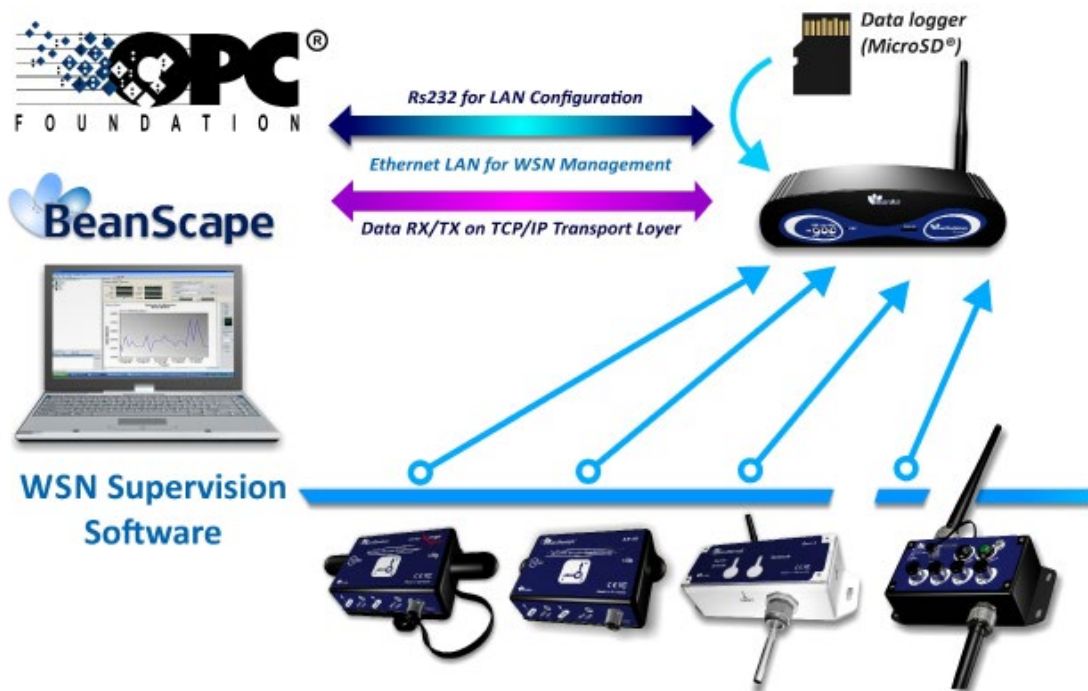 OPC®
FOUNDATION
Data logger
(MicroSD®)
Rs232 for LAN Configuration
Ethernet LAN for WSN Management
Data RX/TX on TCP/IP Transport Loyer
BeanScape
-900
WSN Supervision
Software